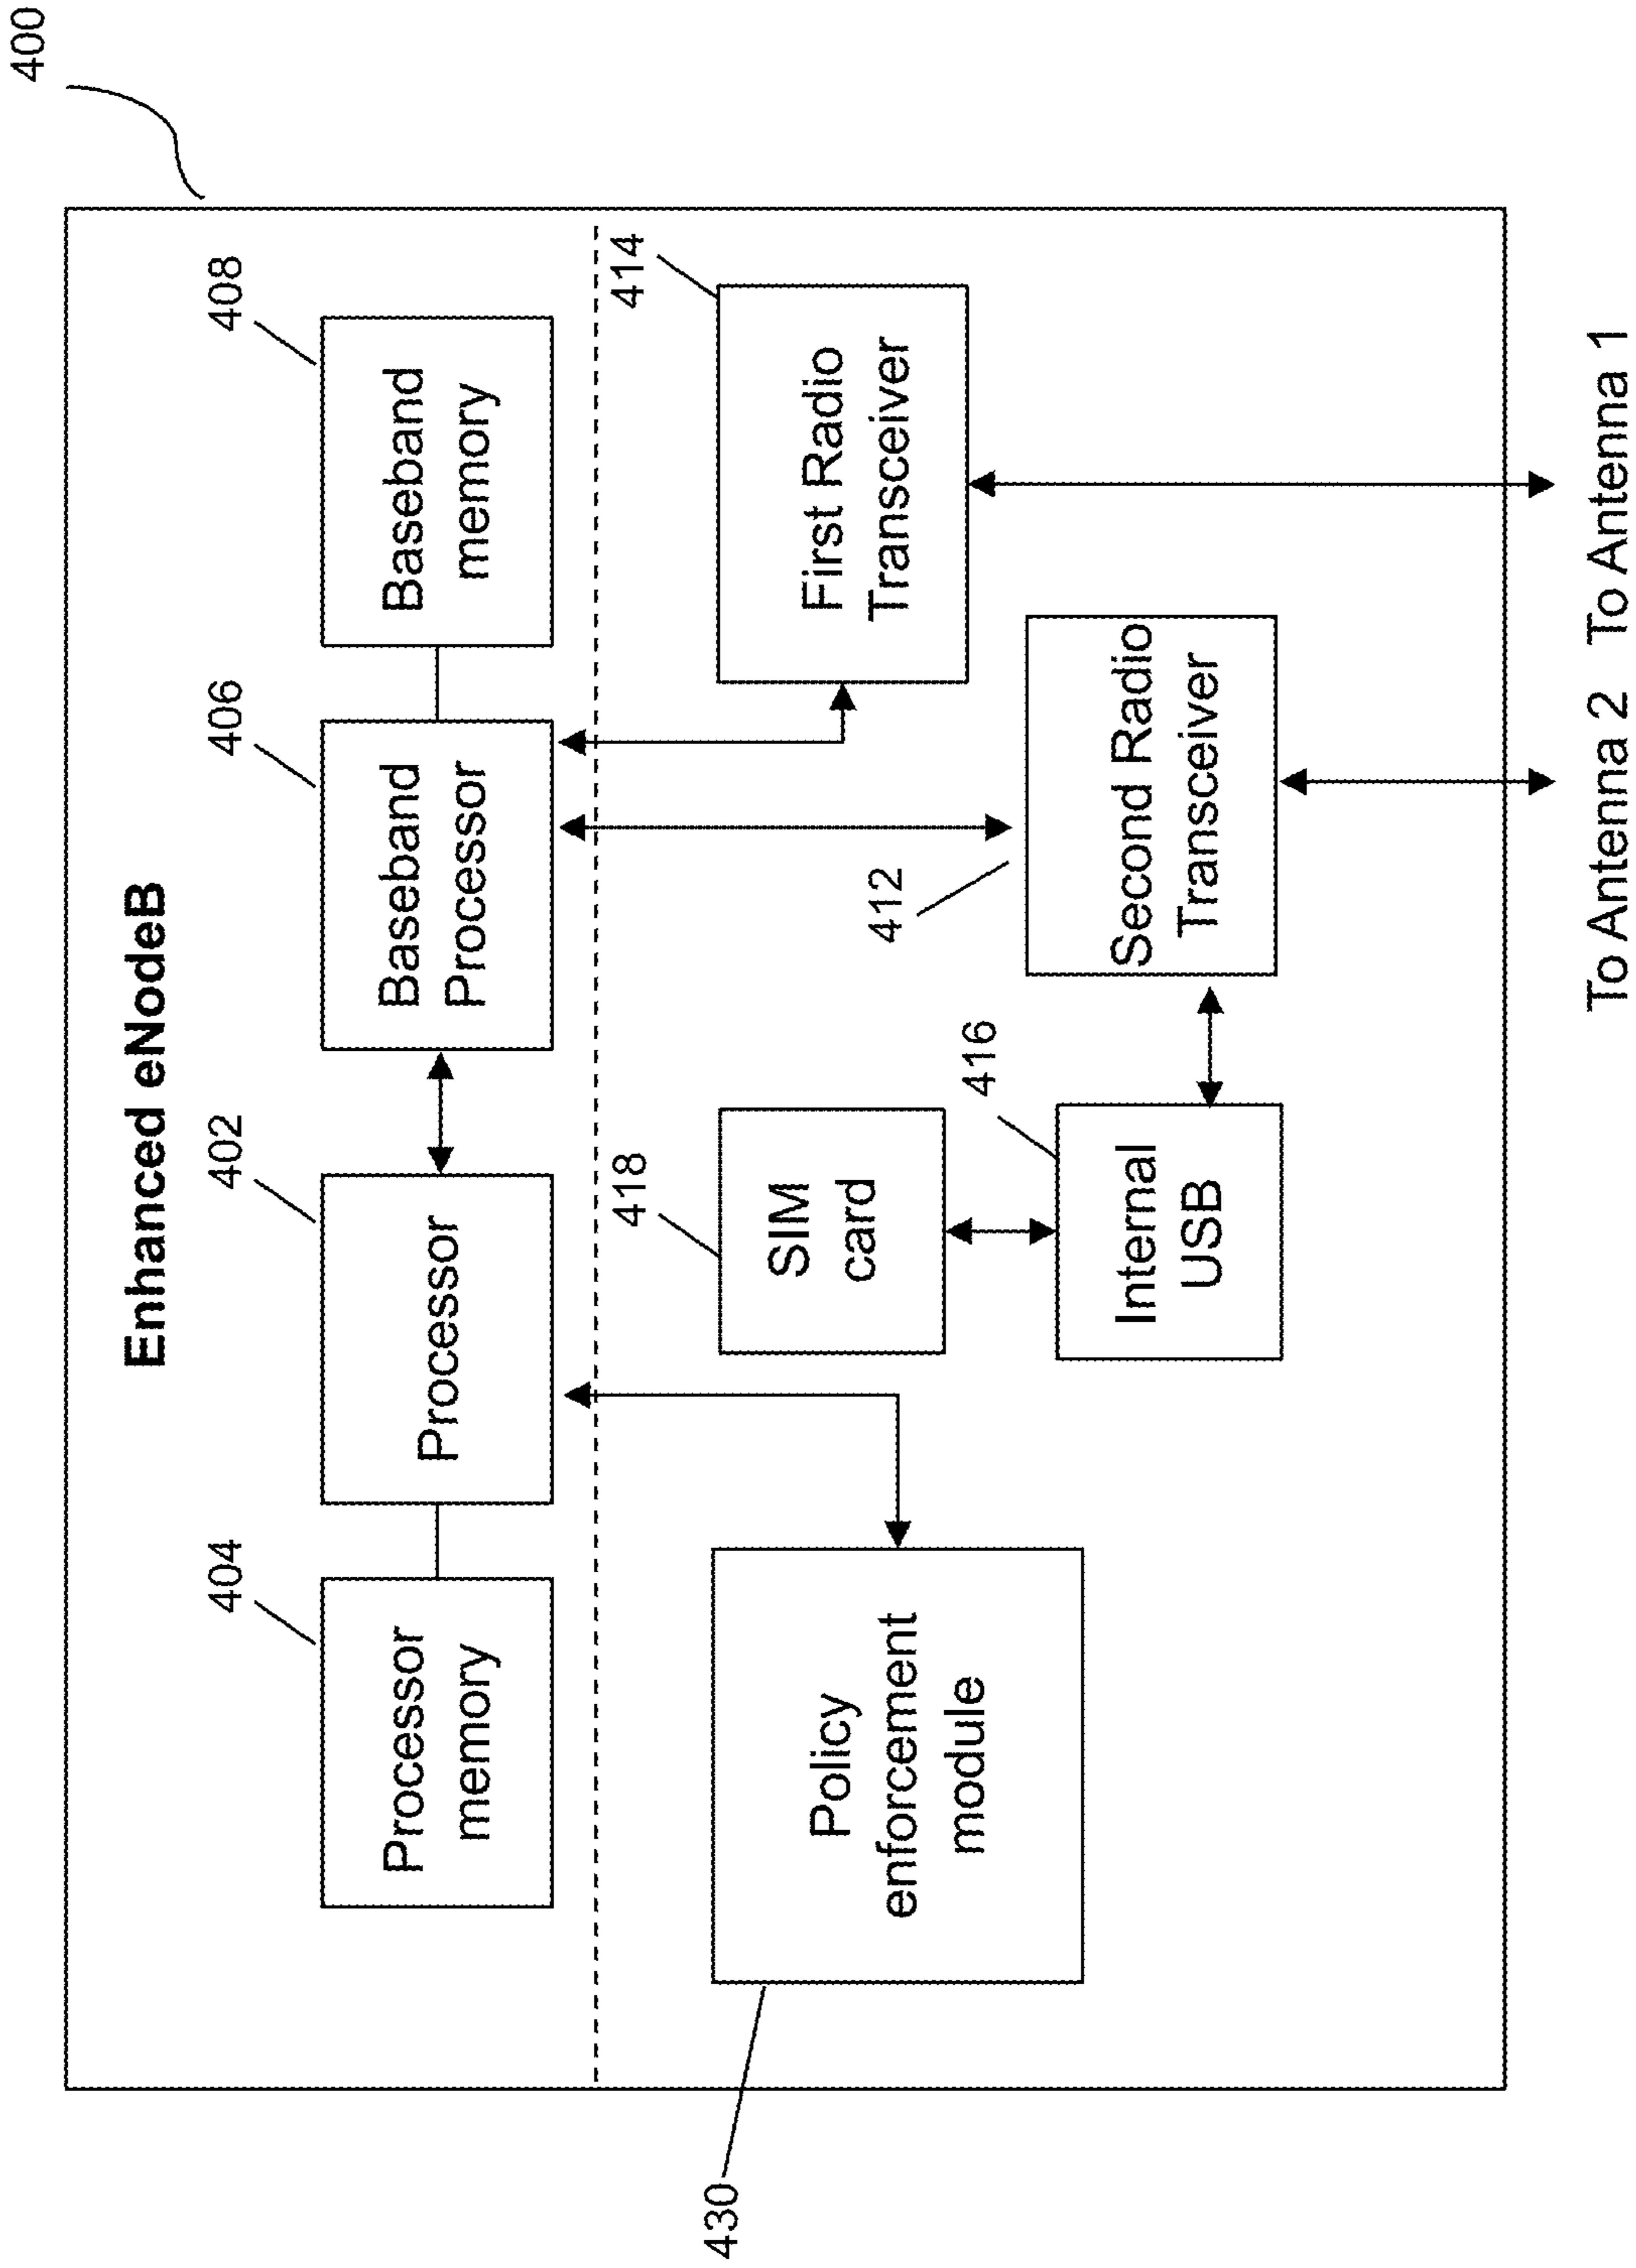 400
Enhanced eNodeB
404
402
406
408
Processor
memory
Processor
Baseband
Processor
Baseband
memory
430
418
412
414
Policy
enforcement
module
SIM
card
First Radio
Transceiver
416
Internal
USB
Second Radio
Transceiver
To Antenna 2
To Antenna 1